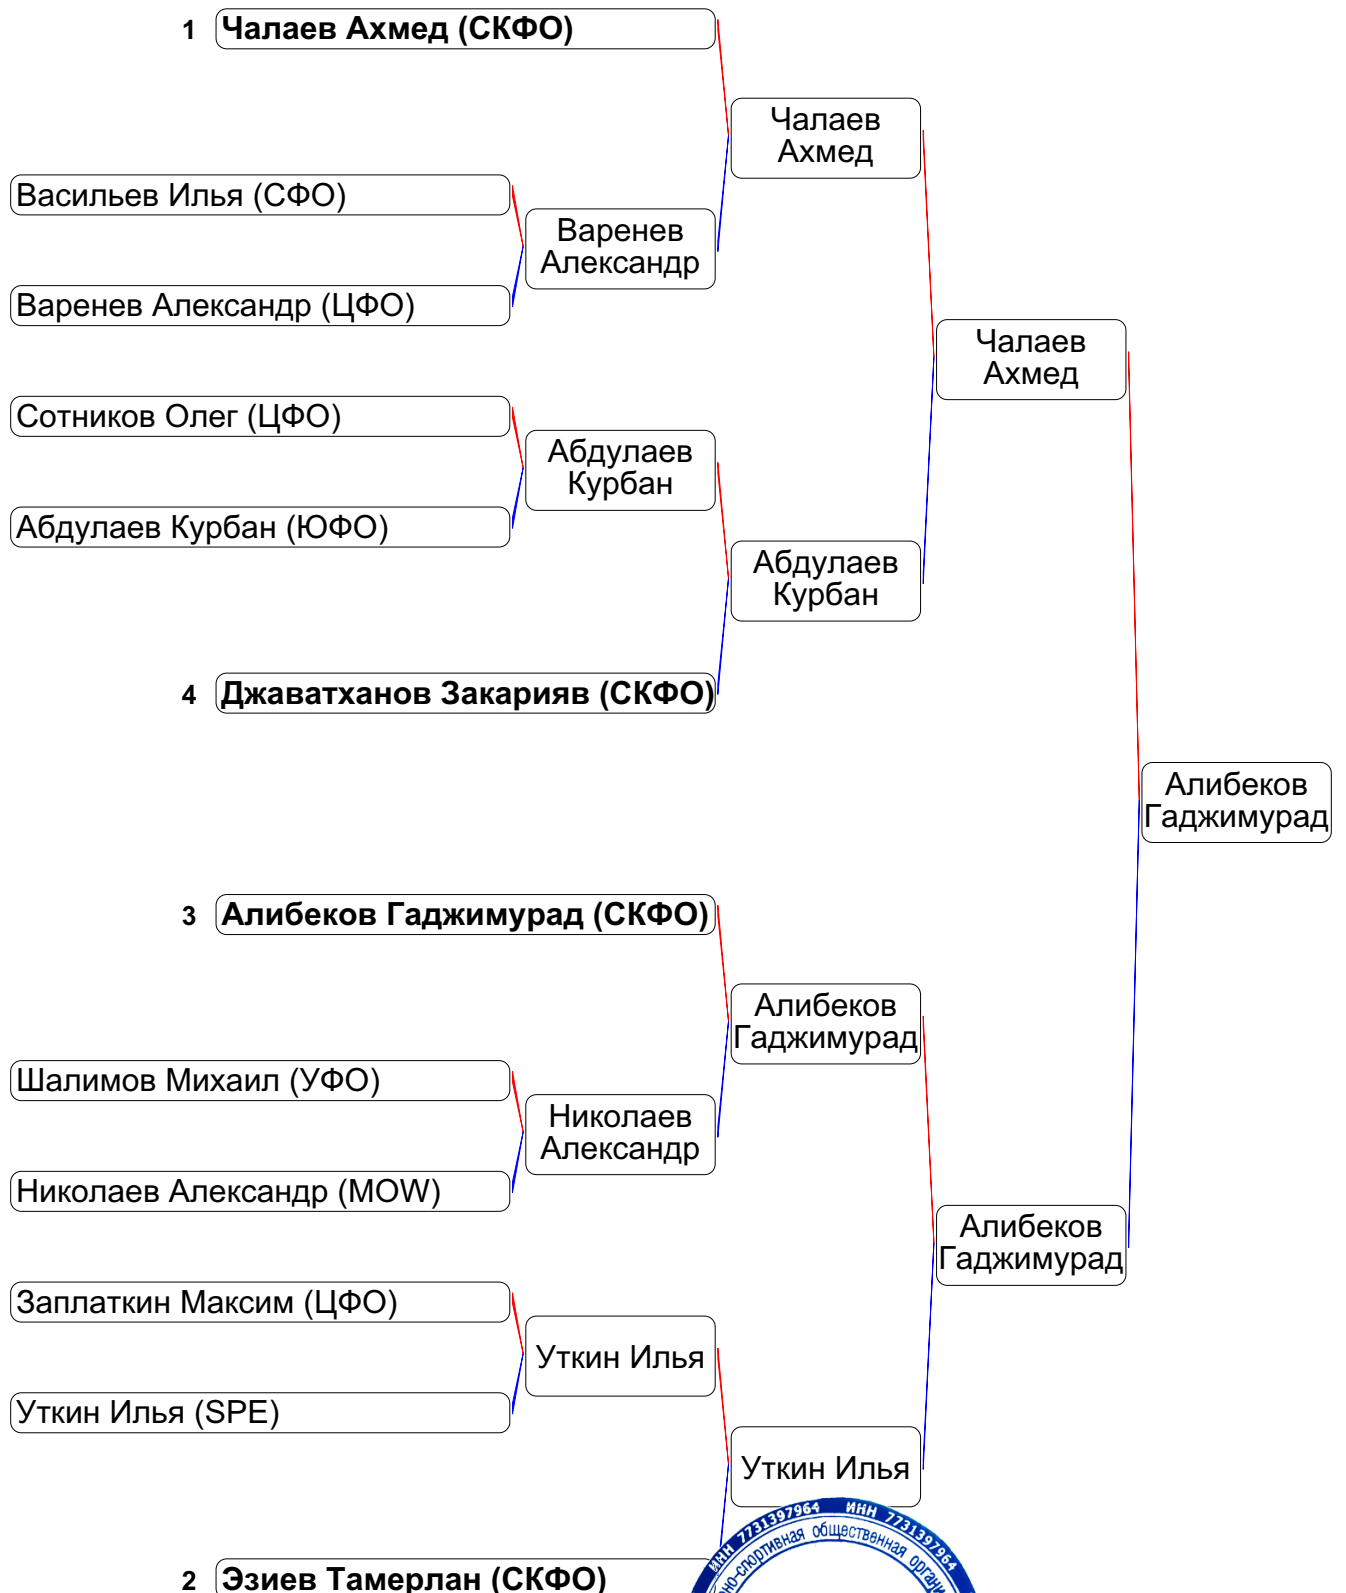 1 Чалаев Ахмед (СКФО)
Чалаев
Ахмед
Васильев Илья (СФО)
Варенев
Александр
Варенев Александр (ЦФО)
Чалаев
Ахмед
Сотников Олег (ЦФО)
Абдулаев
Курбан
Абдулаев Курбан (ЮФО)
Абдулаев
Курбан
4 Джаватханов Закарияв (СКФО)
Алибеков
Гаджимурад
3 Алибеков Гаджимурад (СКФО)
Алибеков
Гаджимурад
Шалимов Михаил (УФО)
Николаев
Александр
Николаев Александр (MOW)
Алибеков
Гаджимурад
Заплаткин Максим (ЦФО)
Уткин Илья
Уткин Илья (SPE)
Уткин Илья
ИНН 7731397964 ИНН 7731397964
общественная
2 Эзиев Тамерлан (СКФО)